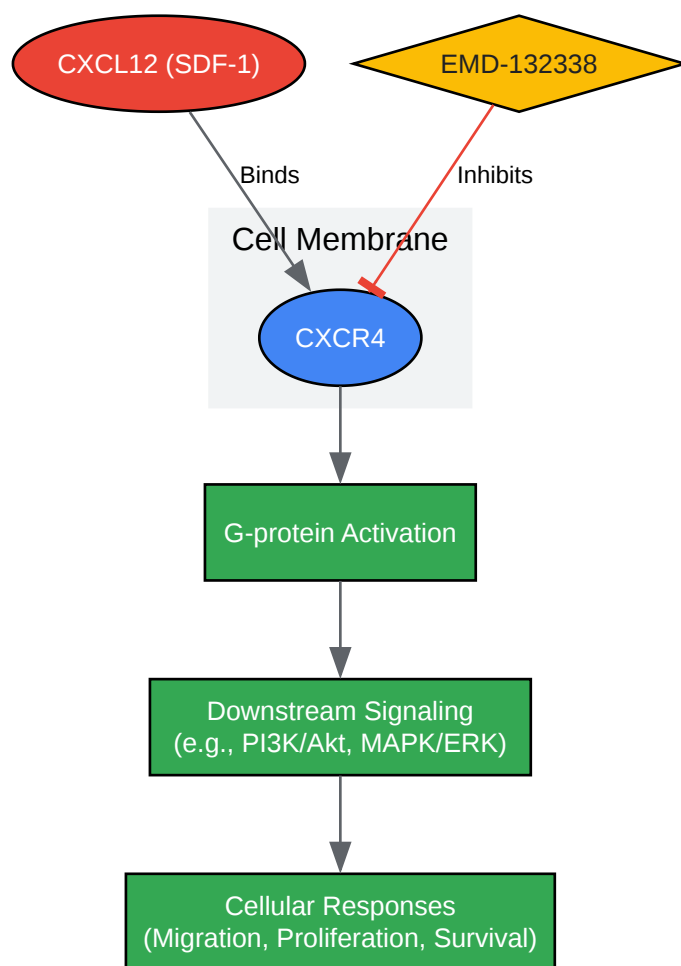 CXCL12 (SDF-1)
EMD-132338
Binds
Inhibits
Cell Membrane
CXCR4
G-protein Activation
Downstream Signaling
(e.g., PI3K/Akt, MAPK/ERK)
Cellular Responses
(Migration, Proliferation, Survival)